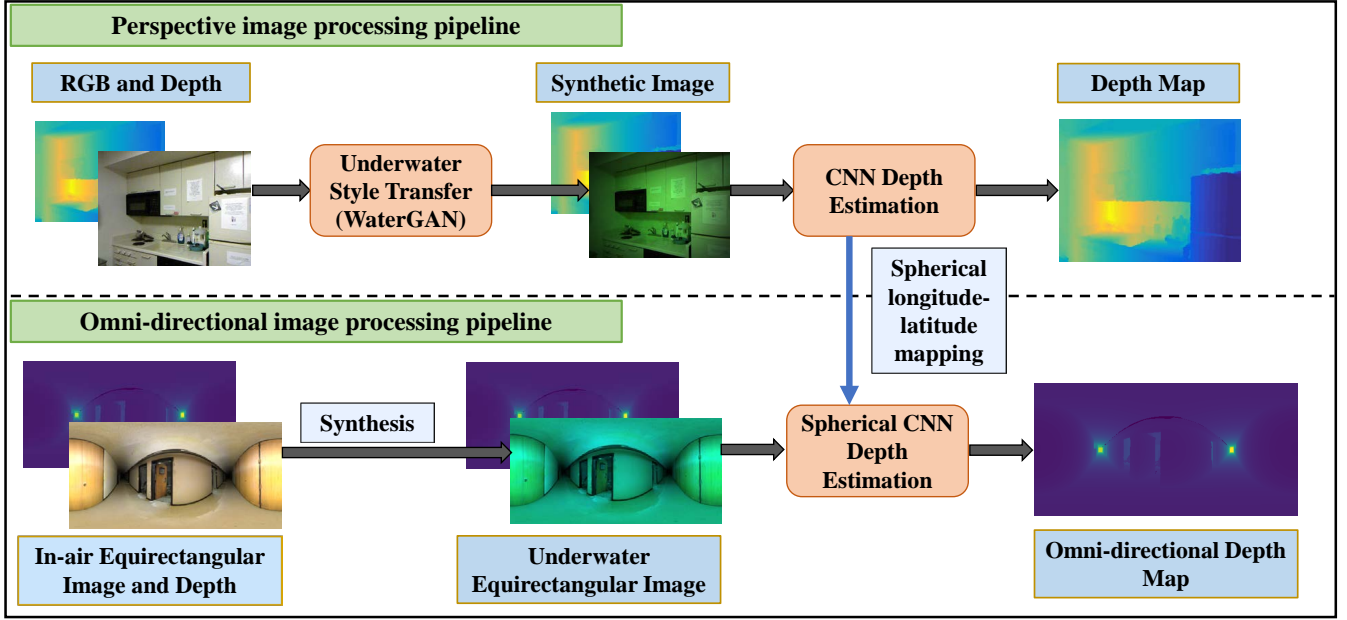 Perspective image processing pipeline
RGB and Depth
Synthetic Image
Depth Map
Underwater
Style Transfer
(WaterGAN)
CNN Depth
Estimation
Spherical
longitude-
latitude
mapping
Omni-directional image processing pipeline
Synthesis
Spherical CNN
Depth
Estimation
In-air Equirectangular
Image and Depth
Underwater
Equirectangular Image
Omni-directional Depth
Map